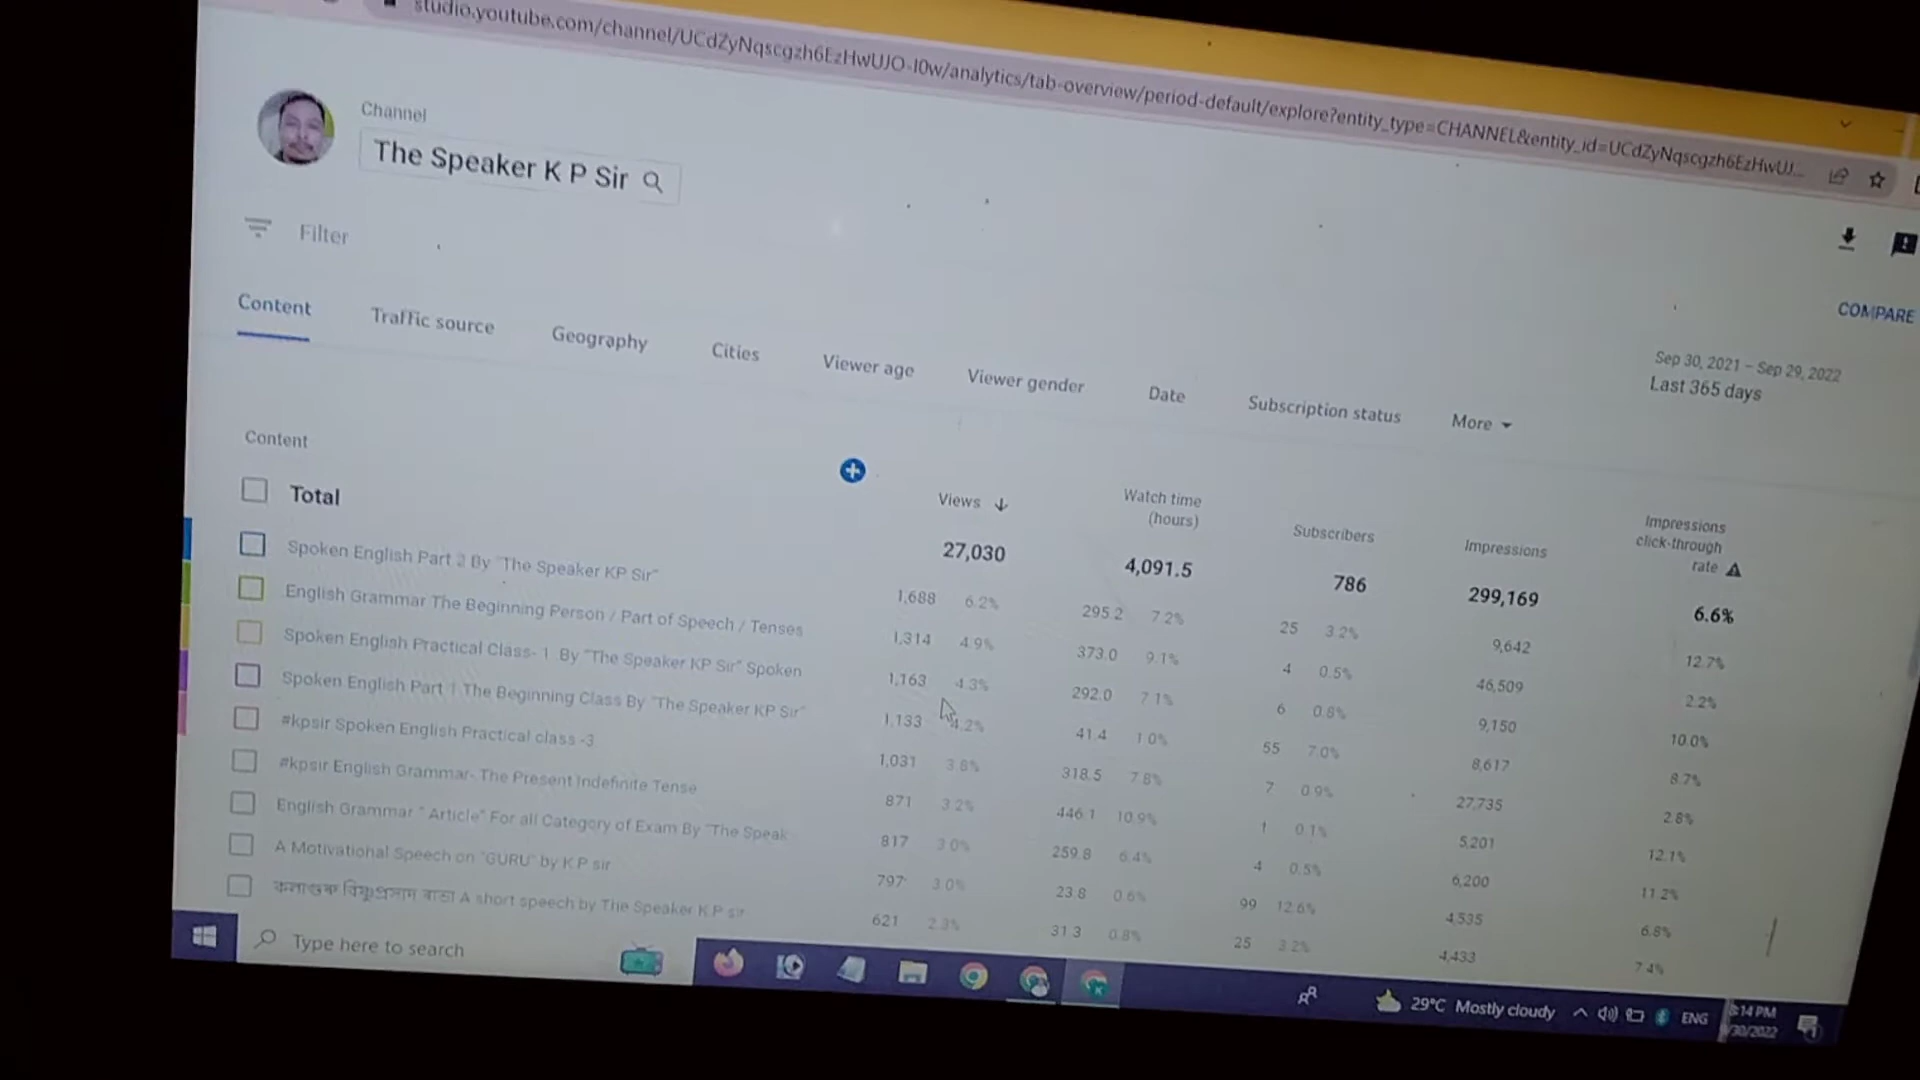 studio.youtube.com/channel/UCdZyNqscgzh6EzHwUJO-I0w/analytics/tab-overview/period-default/explore?entity_type=CHANNEL&entity_id=UCdZyNqscgzh6EzHwUJ...
Channel
The Speaker K P Sir
Filter
COMPARE
Content Traffic source Geography Cities Viewer age Viewer gender Date Subscription status More
Sep 30, 2021 – Sep 29, 2022
Last 365 days
Content Views Watch time (hours) Subscribers Impressions Impressions click-through rate
Total 27,030 4,091.5 786 299,169 6.6%
Spoken English Part 2 By "The Speaker KP Sir" 1,688 6.2% 295.2 7.2% 25 3.2% 9,642 12.7%
English Grammar The Beginning Person / Part of Speech / Tenses 1,314 4.9% 373.0 9.1% 4 0.5% 46,509 2.2%
Spoken English Practical Class- 1 By "The Speaker KP Sir" Spoken 1,163 4.3% 292.0 7.1% 6 0.8% 9,150 10.0%
Spoken English Part 1 The Beginning Class By "The Speaker KP Sir" 1,133 4.2% 41.4 1.0% 55 7.0% 8,617 8.7%
#kpsir Spoken English Practical class -3 1,031 3.8% 318.5 7.8% 7 0.9% 27,735 2.8%
#kpsir English Grammar- The Present Indefinite Tense 871 3.2% 446.1 10.9% 1 0.1% 5,201 12.1%
English Grammar " Article" For all Category of Exam By "The Speak 817 3.0% 259.8 6.4% 4 0.5% 6,200 11.2%
A Motivational Speech on "GURU" by K.P sir 797 3.0% 23.8 0.6% 99 12.6% 4,535 6.8%
A short speech by The Speaker K.P sir 621 2.3% 31.3 0.8% 25 3.2% 4,433 7.4%
Type here to search
29°C Mostly cloudy ENG
:14 PM
/30/2022